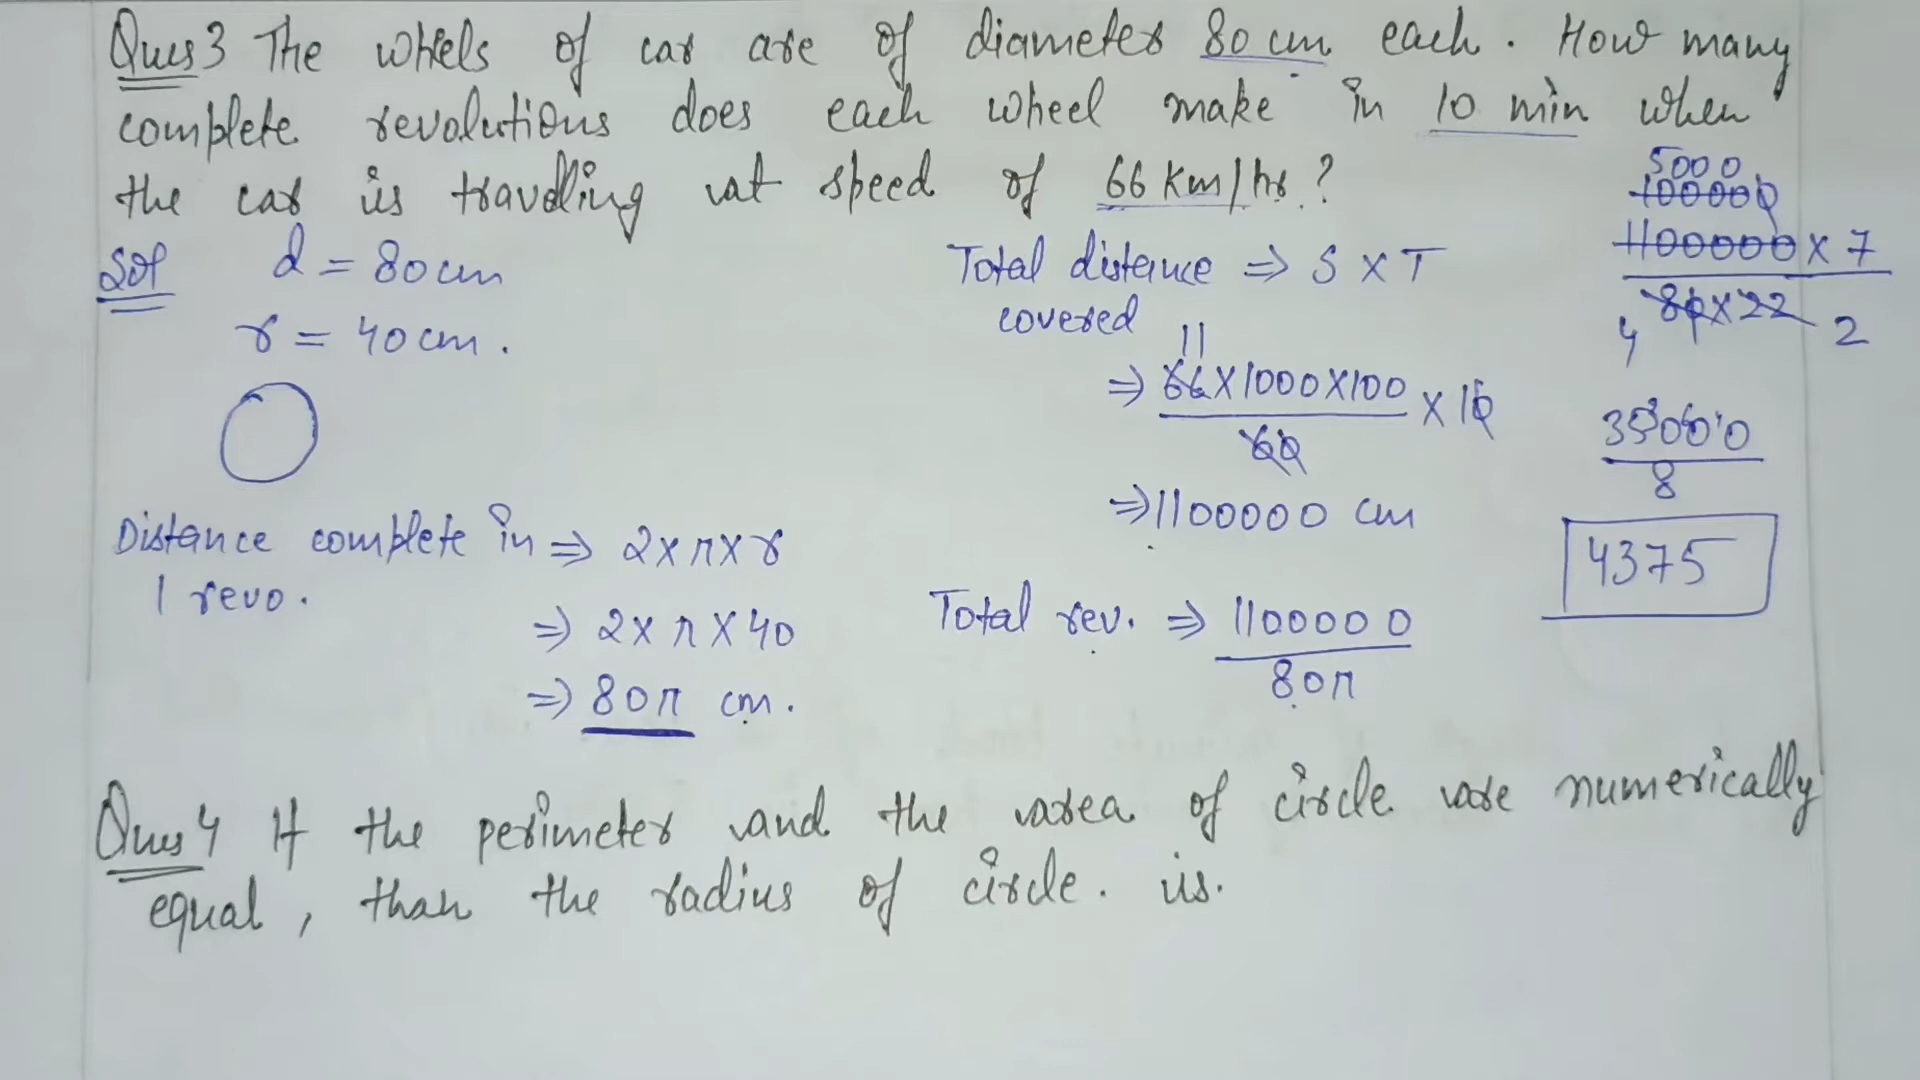 Ques 3 The wheels of car are of diameter 80 cm each. How many
complete revolutions does each wheel make in 10 min when
the car is travelling at speed of 66 Km/hr.?
Sol
d = 80 cm
r = 40 cm.
Distance complete in ⇒ 2 x π x r
1 revo.
⇒ 2 x π x 40
⇒ 80π cm.
Total distance ⇒ S x T
covered
11
⇒ 66 x 1000 x 100 x 10
60
⇒ 1100000 cm
Total rev. ⇒ 1100000
80π
5000
100000
1100000 x 7
80 x 22
4 2
35000
8
4375
Ques 4 If the perimeter and the area of circle are numerically
equal, than the radius of circle. is.